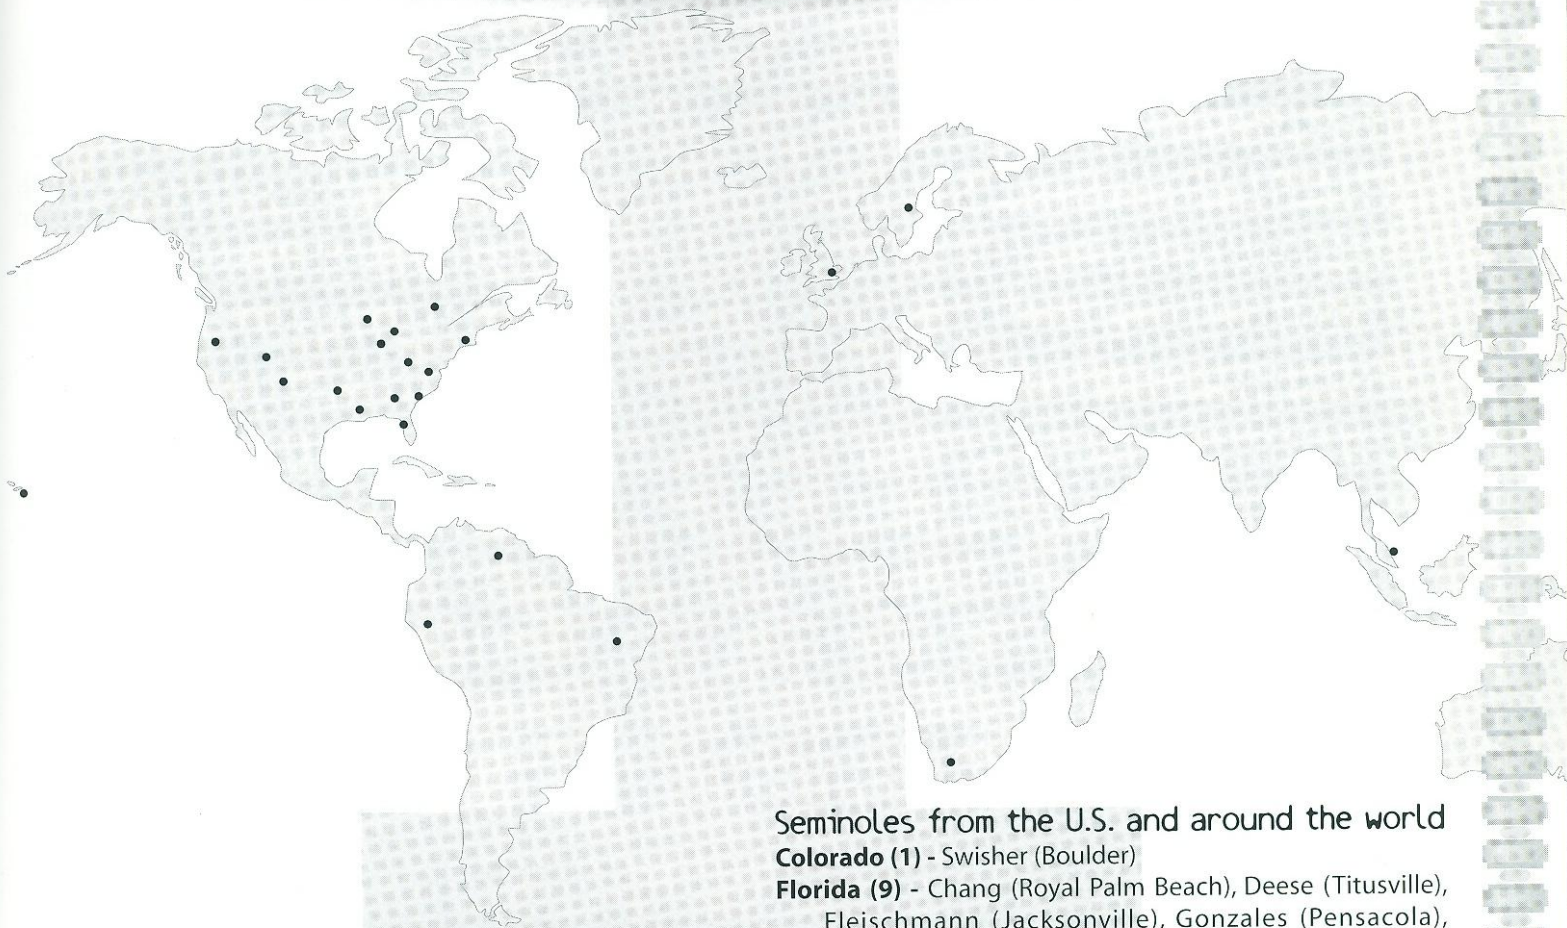 Seminoles from the U.S. and around the world
Colorado (1) - Swisher (Boulder)
Florida (9) - Chang (Royal Palm Beach), Deese (Titusville),
Fleischmann (Jacksonville), Gonzales (Pensacola),